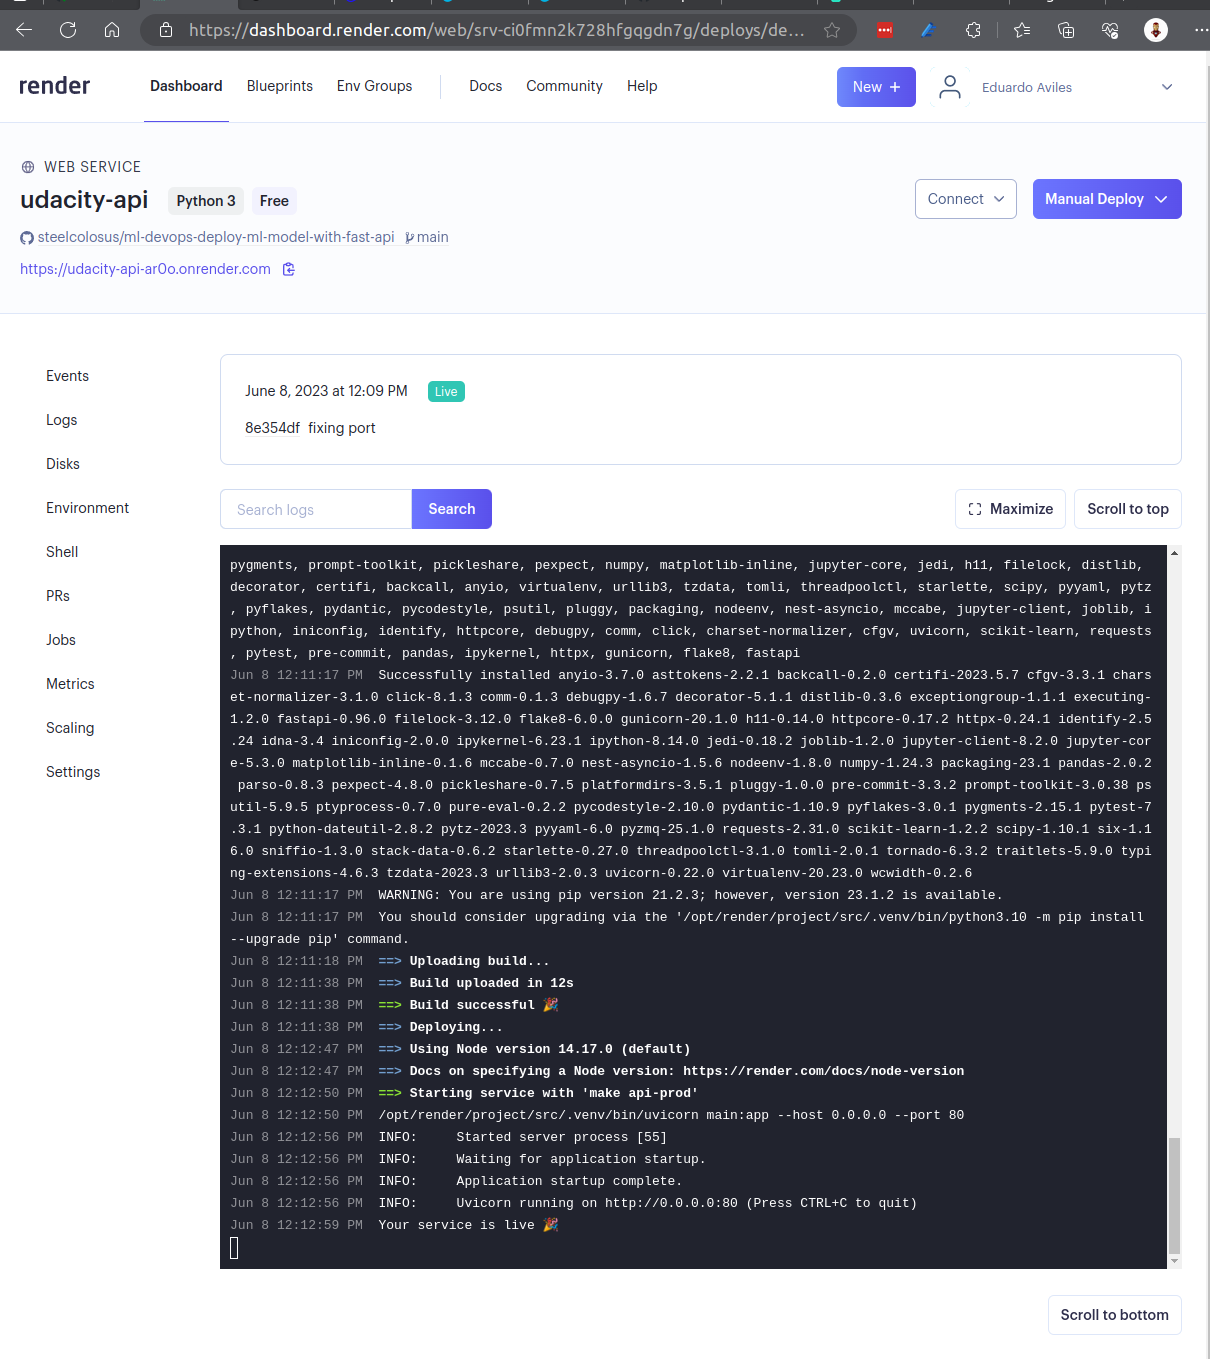 https://dashboard.render.com/web/srv-ci0fmn2k728hfgqgdn7g/deploys/de...
render
Dashboard
Blueprints
Env Groups
Docs
Community
Help
New +
Eduardo Aviles
WEB SERVICE
udacity-api
Python 3
Free
Connect
Manual Deploy
steelcolosus/ml-devops-deploy-ml-model-with-fast-api
main
https://udacity-api-ar0o.onrender.com
Events
Logs
Disks
Environment
Shell
PRs
Jobs
Metrics
Scaling
Settings
June 8, 2023 at 12:09 PM
Live
8e354df fixing port
Search logs
Search
Maximize
Scroll to top
pygments, prompt-toolkit, pickleshare, pexpect, numpy, matplotlib-inline, jupyter-core, jedi, h11, filelock, distlib,
decorator, certifi, backcall, anyio, virtualenv, urllib3, tzdata, tomli, threadpoolctl, starlette, scipy, pyyaml, pytz
, pyflakes, pydantic, pycodestyle, psutil, pluggy, packaging, nodeenv, nest-asyncio, mccabe, jupyter-client, joblib, i
python, iniconfig, identify, httpcore, debugpy, comm, click, charset-normalizer, cfgv, uvicorn, scikit-learn, requests
, pytest, pre-commit, pandas, ipykernel, httpx, gunicorn, flake8, fastapi
Jun 8 12:11:17 PM Successfully installed anyio-3.7.0 asttokens-2.2.1 backcall-0.2.0 certifi-2023.5.7 cfgv-3.3.1 chars
et-normalizer-3.1.0 click-8.1.3 comm-0.1.3 debugpy-1.6.7 decorator-5.1.1 distlib-0.3.6 exceptiongroup-1.1.1 executing-
1.2.0 fastapi-0.96.0 filelock-3.12.0 flake8-6.0.0 gunicorn-20.1.0 h11-0.14.0 httpcore-0.17.2 httpx-0.24.1 identify-2.5
.24 idna-3.4 iniconfig-2.0.0 ipykernel-6.23.1 ipython-8.14.0 jedi-0.18.2 joblib-1.2.0 jupyter-client-8.2.0 jupyter-cor
e-5.3.0 matplotlib-inline-0.1.6 mccabe-0.7.0 nest-asyncio-1.5.6 nodeenv-1.8.0 numpy-1.24.3 packaging-23.1 pandas-2.0.2
parso-0.8.3 pexpect-4.8.0 pickleshare-0.7.5 platformdirs-3.5.1 pluggy-1.0.0 pre-commit-3.3.2 prompt-toolkit-3.0.38 ps
util-5.9.5 ptyprocess-0.7.0 pure-eval-0.2.2 pycodestyle-2.10.0 pydantic-1.10.9 pyflakes-3.0.1 pygments-2.15.1 pytest-7
.3.1 python-dateutil-2.8.2 pytz-2023.3 pyyaml-6.0 pyzmq-25.1.0 requests-2.31.0 scikit-learn-1.2.2 scipy-1.10.1 six-1.1
6.0 sniffio-1.3.0 stack-data-0.6.2 starlette-0.27.0 threadpoolctl-3.1.0 tomli-2.0.1 tornado-6.3.2 traitlets-5.9.0 typi
ng-extensions-4.6.3 tzdata-2023.3 urllib3-2.0.3 uvicorn-0.22.0 virtualenv-20.23.0 wcwidth-0.2.6
Jun 8 12:11:17 PM WARNING: You are using pip version 21.2.3; however, version 23.1.2 is available.
Jun 8 12:11:17 PM You should consider upgrading via the '/opt/render/project/src/.venv/bin/python3.10 -m pip install
--upgrade pip' command.
Jun 8 12:11:18 PM ==> Uploading build...
Jun 8 12:11:38 PM ==> Build uploaded in 12s
Jun 8 12:11:38 PM ==> Build successful 🎉
Jun 8 12:11:38 PM ==> Deploying...
Jun 8 12:12:47 PM ==> Using Node version 14.17.0 (default)
Jun 8 12:12:47 PM ==> Docs on specifying a Node version: https://render.com/docs/node-version
Jun 8 12:12:50 PM ==> Starting service with 'make api-prod'
Jun 8 12:12:50 PM /opt/render/project/src/.venv/bin/uvicorn main:app --host 0.0.0.0 --port 80
Jun 8 12:12:56 PM INFO: Started server process [55]
Jun 8 12:12:56 PM INFO: Waiting for application startup.
Jun 8 12:12:56 PM INFO: Application startup complete.
Jun 8 12:12:56 PM INFO: Uvicorn running on http://0.0.0.0:80 (Press CTRL+C to quit)
Jun 8 12:12:59 PM Your service is live 🎉
Scroll to bottom